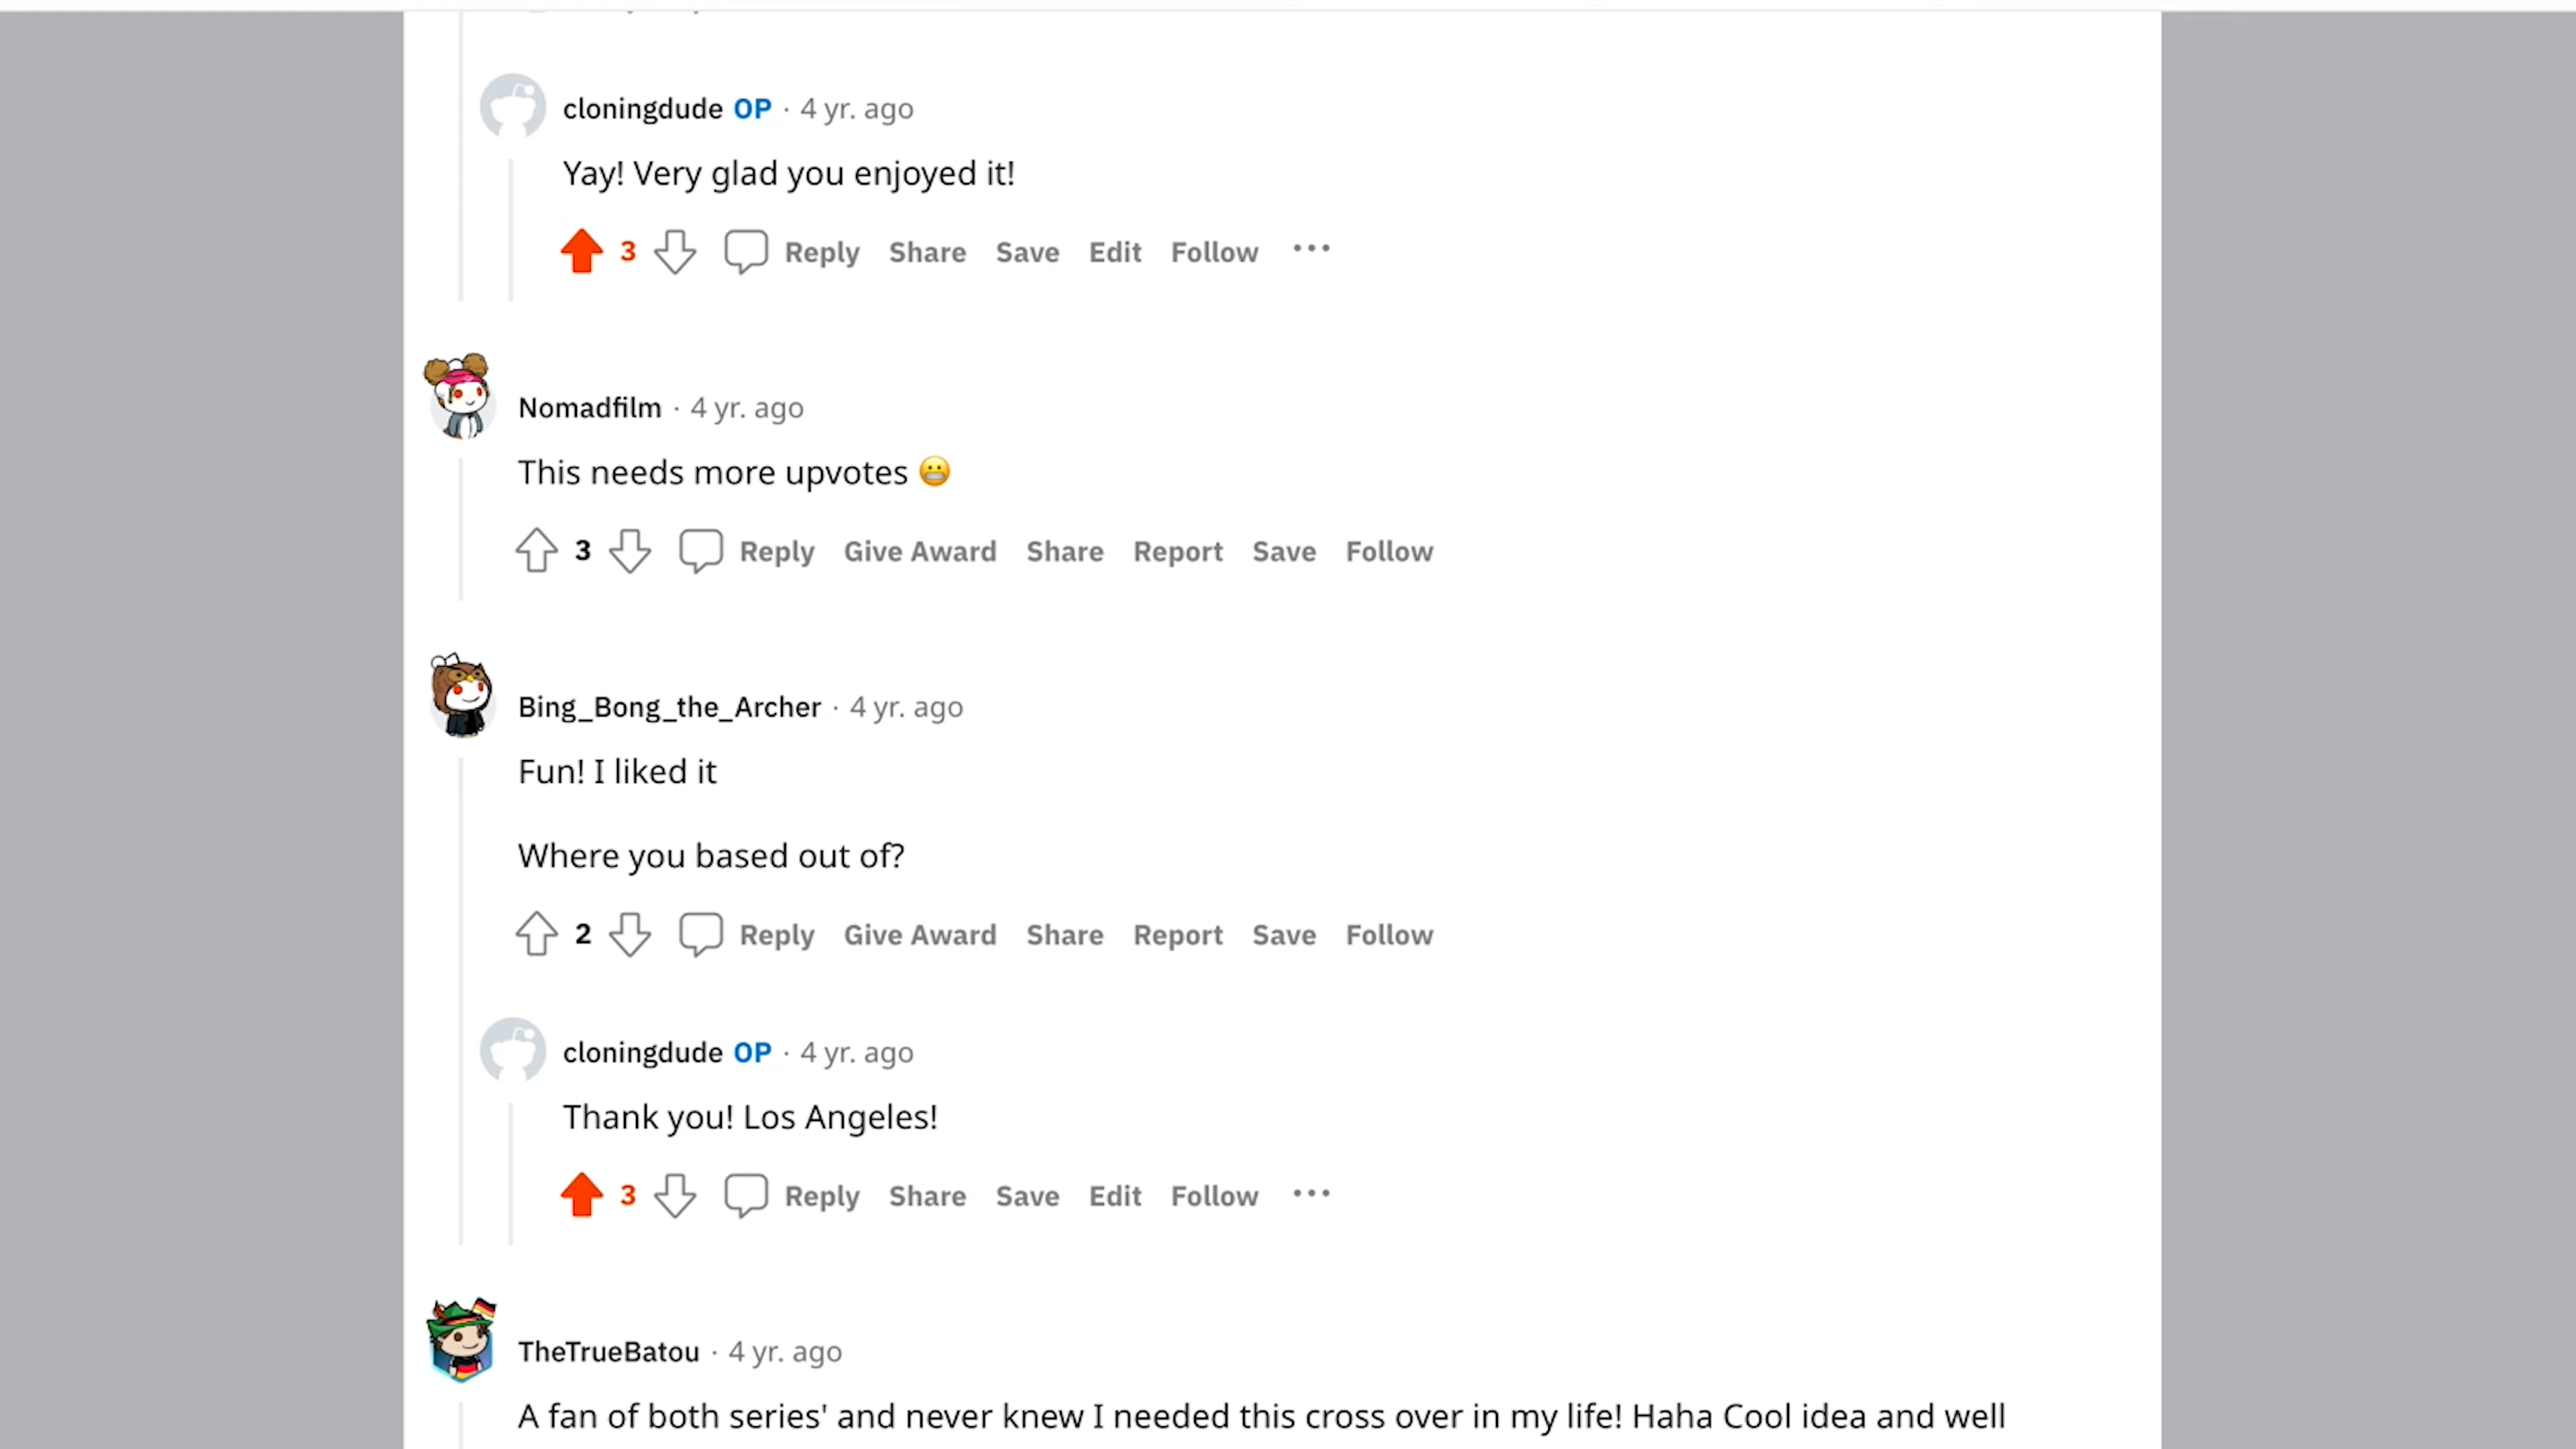 cloningdude OP · 4 yr. ago
Yay! Very glad you enjoyed it!
3 Reply Share Save Edit Follow ...
Nomadfilm · 4 yr. ago
This needs more upvotes 😬
3 Reply Give Award Share Report Save Follow
Bing_Bong_the_Archer · 4 yr. ago
Fun! I liked it
Where you based out of?
2 Reply Give Award Share Report Save Follow
cloningdude OP · 4 yr. ago
Thank you! Los Angeles!
3 Reply Share Save Edit Follow ...
TheTrueBatou · 4 yr. ago
A fan of both series' and never knew I needed this cross over in my life! Haha Cool idea and well